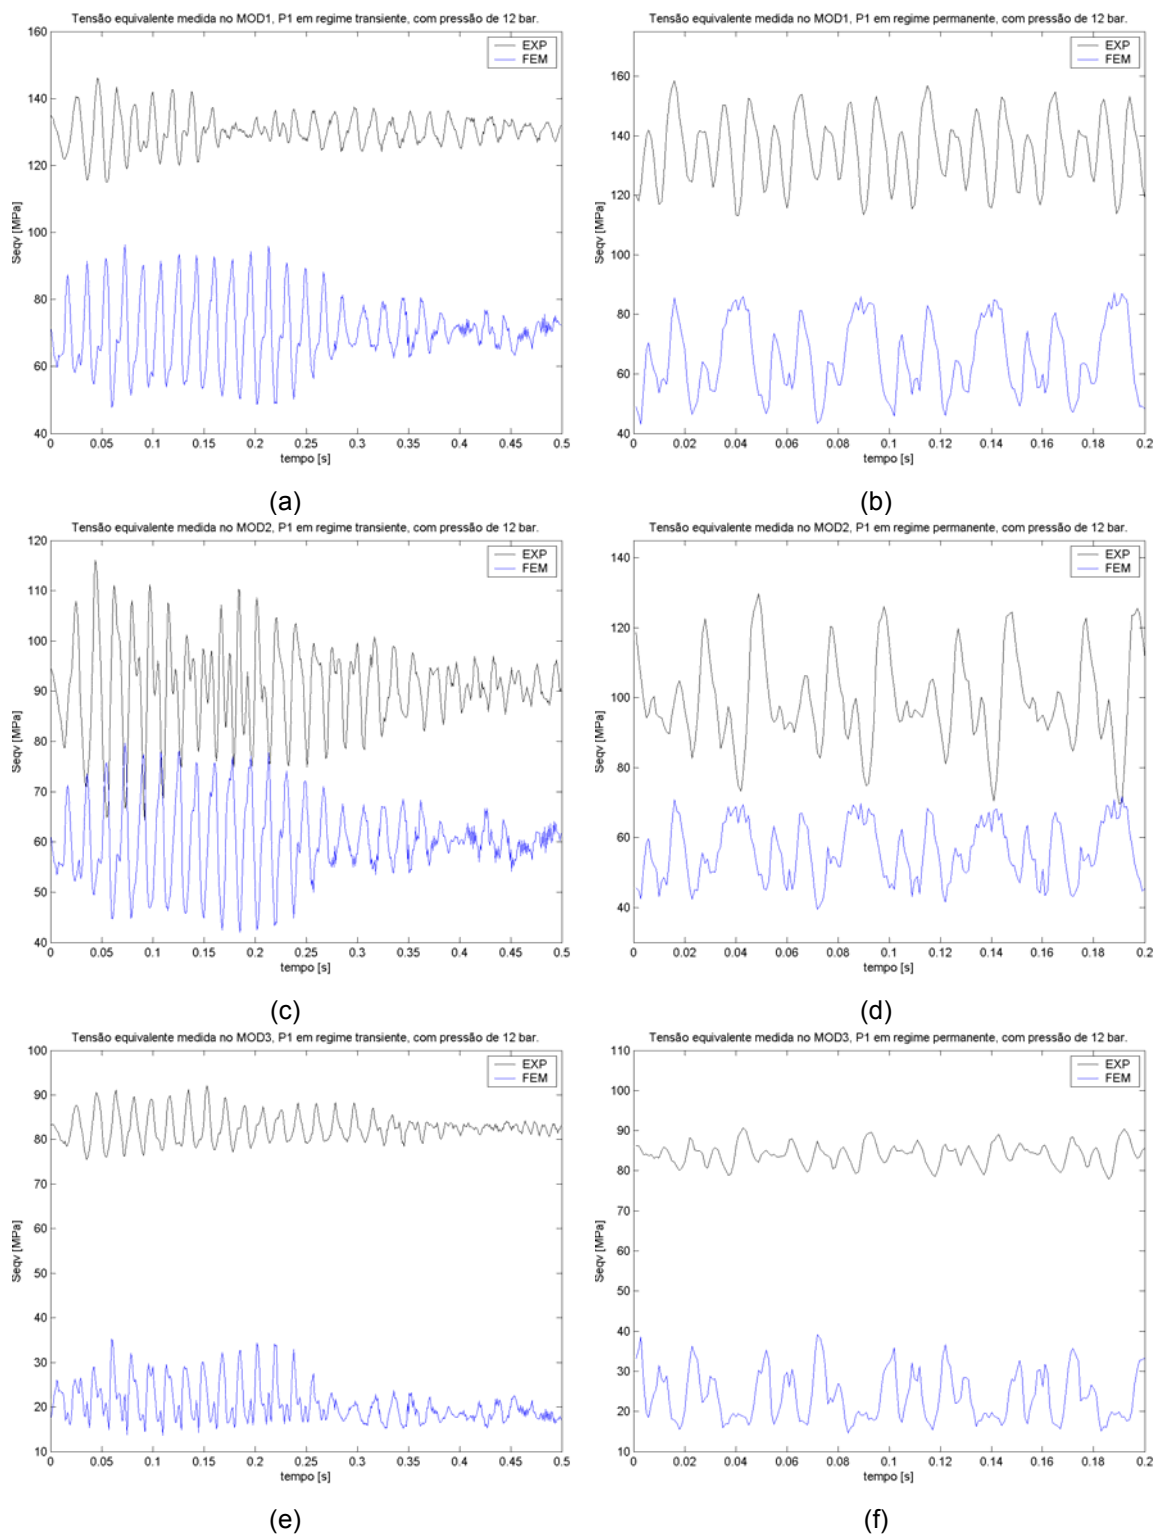 Tensão equivalente medida no MOD1, P1 em regime transiente, com pressão de 12 bar.
160
140
120
100
80
60
40
Seqv [MPa]
EXP
FEM
0 0.05 0.1 0.15 0.2 0.25 0.3 0.35 0.4 0.45 0.5
tempo [s]
(a)
Tensão equivalente medida no MOD1, P1 em regime permanente, com pressão de 12 bar.
160
140
120
160
80
60
40
Seqv [MPa]
EXP
FEM
0 0.02 0.04 0.06 0.08 0.1 0.12 0.14 0.16 0.18 0.2
tempo [s]
(b)
Tensão equivalente medida no MOD2, P1 em regime transiente, com pressão de 12 bar.
120
110
100
90
80
70
60
50
40
Seqv [MPa]
EXP
FEM
0 0.05 0.1 0.15 0.2 0.25 0.3 0.35 0.4 0.45 0.5
tempo [s]
(c)
Tensão equivalente medida no MOD2, P1 em regime permanente, com pressão de 12 bar.
140
120
100
80
60
40
Seqv [MPa]
EXP
FEM
0 0.02 0.04 0.06 0.08 0.1 0.12 0.14 0.16 0.18 0.2
tempo [s]
(d)
Tensão equivalente medida no MOD3, P1 em regime transiente, com pressão de 12 bar.
100
90
80
70
60
50
40
30
20
10
Seqv [MPa]
EXP
FEM
0 0.05 0.1 0.15 0.2 0.25 0.3 0.35 0.4 0.45 0.5
tempo [s]
(e)
Tensão equivalente medida no MOD3, P1 em regime permanente, com pressão de 12 bar.
110
100
90
80
70
60
50
40
30
20
10
Seqv [MPa]
EXP
FEM
0 0.02 0.04 0.06 0.08 0.1 0.12 0.14 0.16 0.18 0.2
tempo [s]
(f)